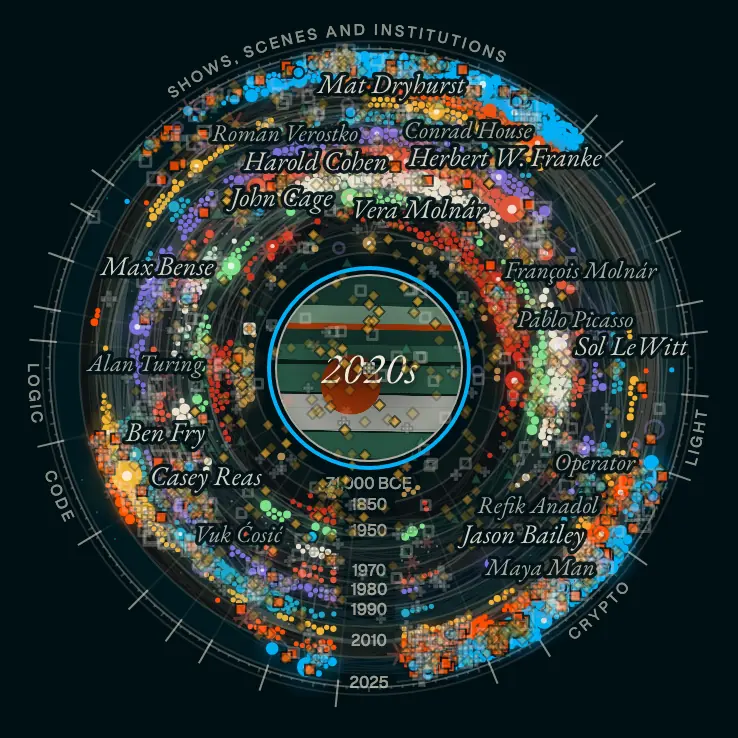 SHOWS, SCENES AND INSTITUTIONS
Mat Dryhurst
Roman Verostko
Conrad House
Harold Cohen
Herbert W. Franke
John Cage
Vera Molnár
Max Bense
François Molnár
Pablo Picasso
Sol LeWitt
Alan Turing
2020s
LOGIC
LIGHT
Ben Fry
Casey Reas
Operator
CODE
71000 BCE
1850
Refik Anadol
Vuk Ćosić
1950
Jason Bailey
1970
Maya Man
1980
1990
CRYPTO
2010
2025